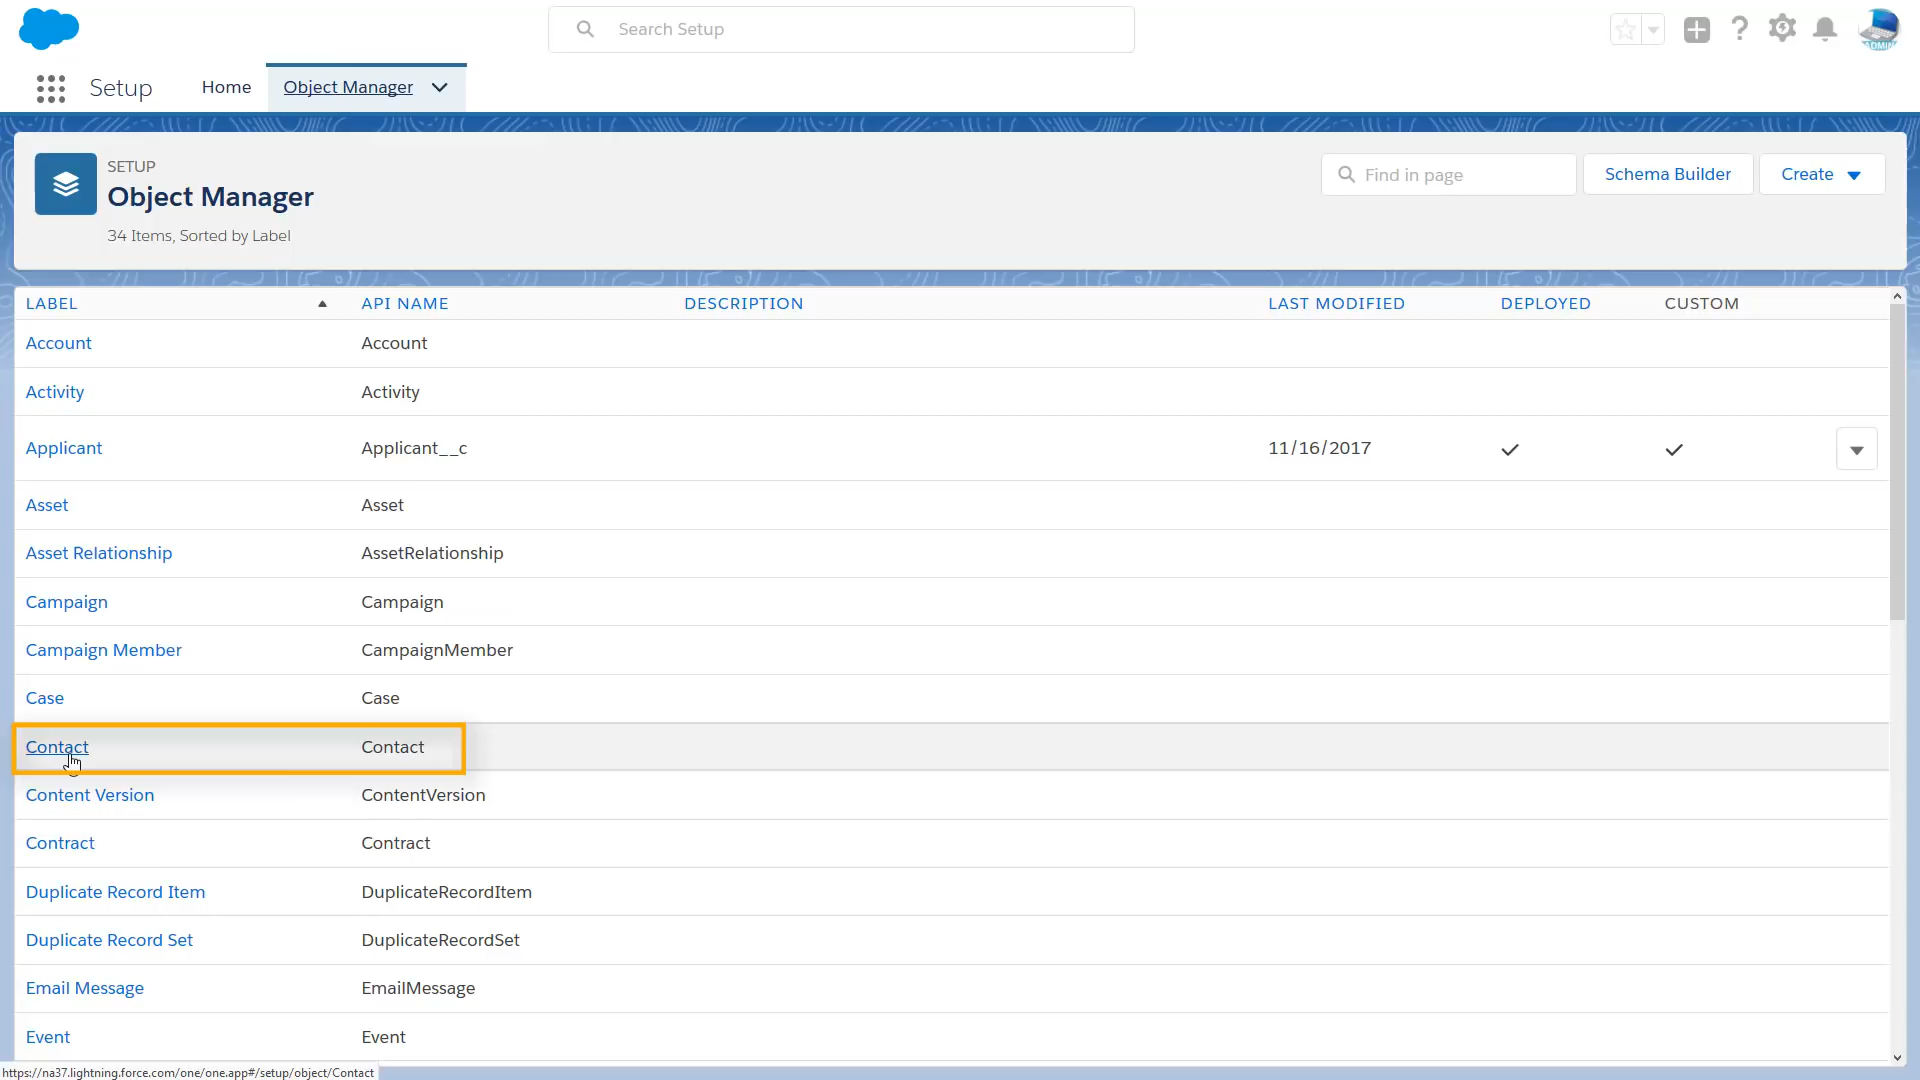 Search Setup
ADMIN
Setup Home Object Manager
SETUP
Object Manager
34 Items, Sorted by Label
Find in page Schema Builder Create
LABEL API NAME DESCRIPTION LAST MODIFIED DEPLOYED CUSTOM
Account Account
Activity Activity
Applicant Applicant__c 11/16/2017
Asset Asset
Asset Relationship AssetRelationship
Campaign Campaign
Campaign Member CampaignMember
Case Case
Contact Contact
Content Version ContentVersion
Contract Contract
Duplicate Record Item DuplicateRecordItem
Duplicate Record Set DuplicateRecordSet
Email Message EmailMessage
Event Event
https://na37.lightning.force.com/one/one.app#/setup/object/Contact